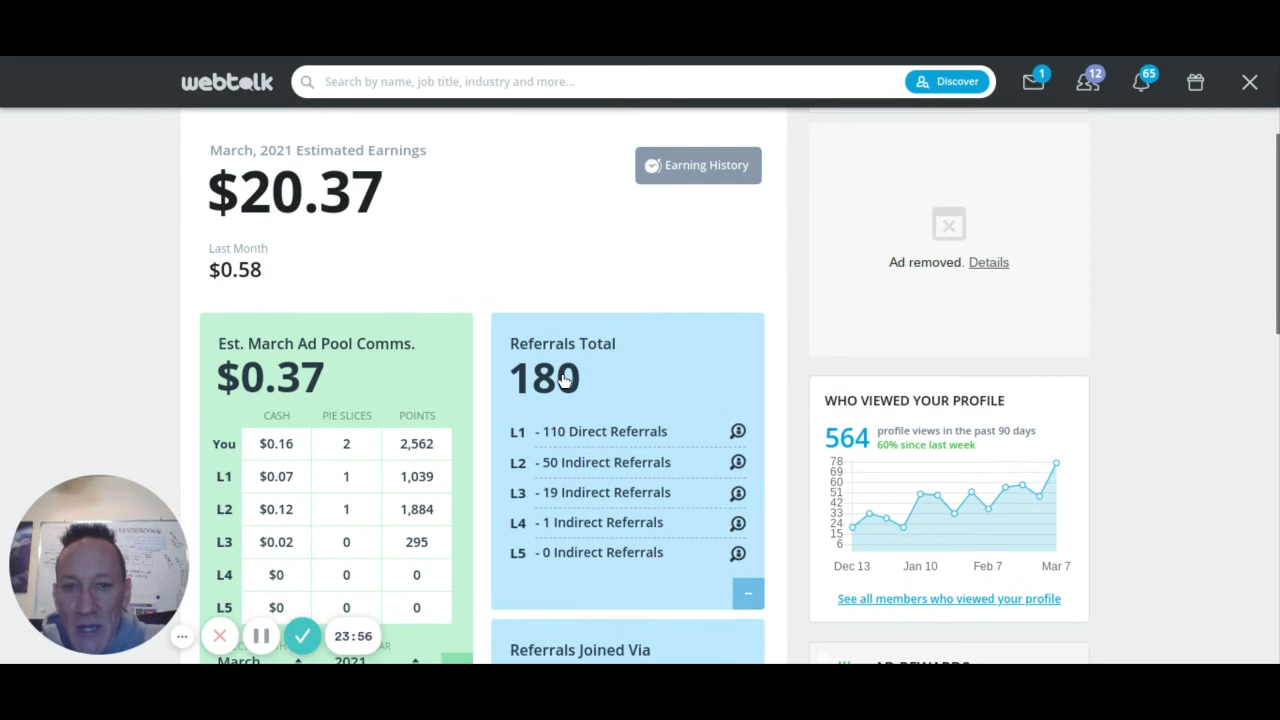 webtalk
Search by name, job title, industry and more...
Discover
1
12
65
March, 2021 Estimated Earnings
$20.37
Earning History
Last Month
$0.58
Ad removed. Details
Est. March Ad Pool Comms.
$0.37
CASH PIE SLICES POINTS
You $0.16 2 2,562
L1 $0.07 1 1,039
L2 $0.12 1 1,884
L3 $0.02 0 295
L4 $0 0 0
L5 $0 0 0
March 2021
Referrals Total
180
L1 - 110 Direct Referrals
L2 - 50 Indirect Referrals
L3 - 19 Indirect Referrals
L4 - 1 Indirect Referrals
L5 - 0 Indirect Referrals
Referrals Joined Via
WHO VIEWED YOUR PROFILE
564 profile views in the past 90 days
60% since last week
78
69
60
51
42
33
24
15
6
Dec 13 Jan 10 Feb 7 Mar 7
See all members who viewed your profile
AD REWARDS
23:56